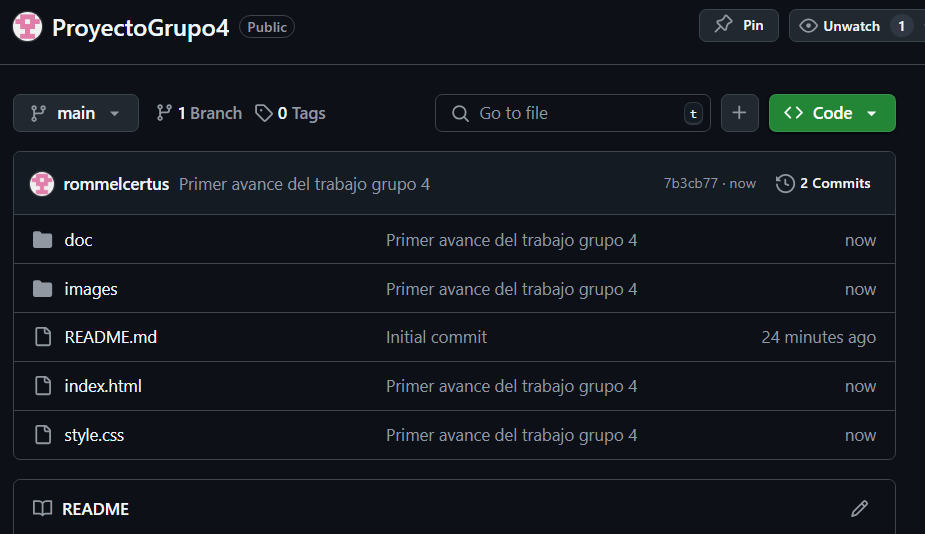 ProyectoGrupo4 Public Pin Unwatch 1
main 1 Branch 0 Tags Go to file t Code
rommelcertus Primer avance del trabajo grupo 4 7b3cb77 · now 2 Commits
doc Primer avance del trabajo grupo 4 now
images Primer avance del trabajo grupo 4 now
README.md Initial commit 24 minutes ago
index.html Primer avance del trabajo grupo 4 now
style.css Primer avance del trabajo grupo 4 now
README